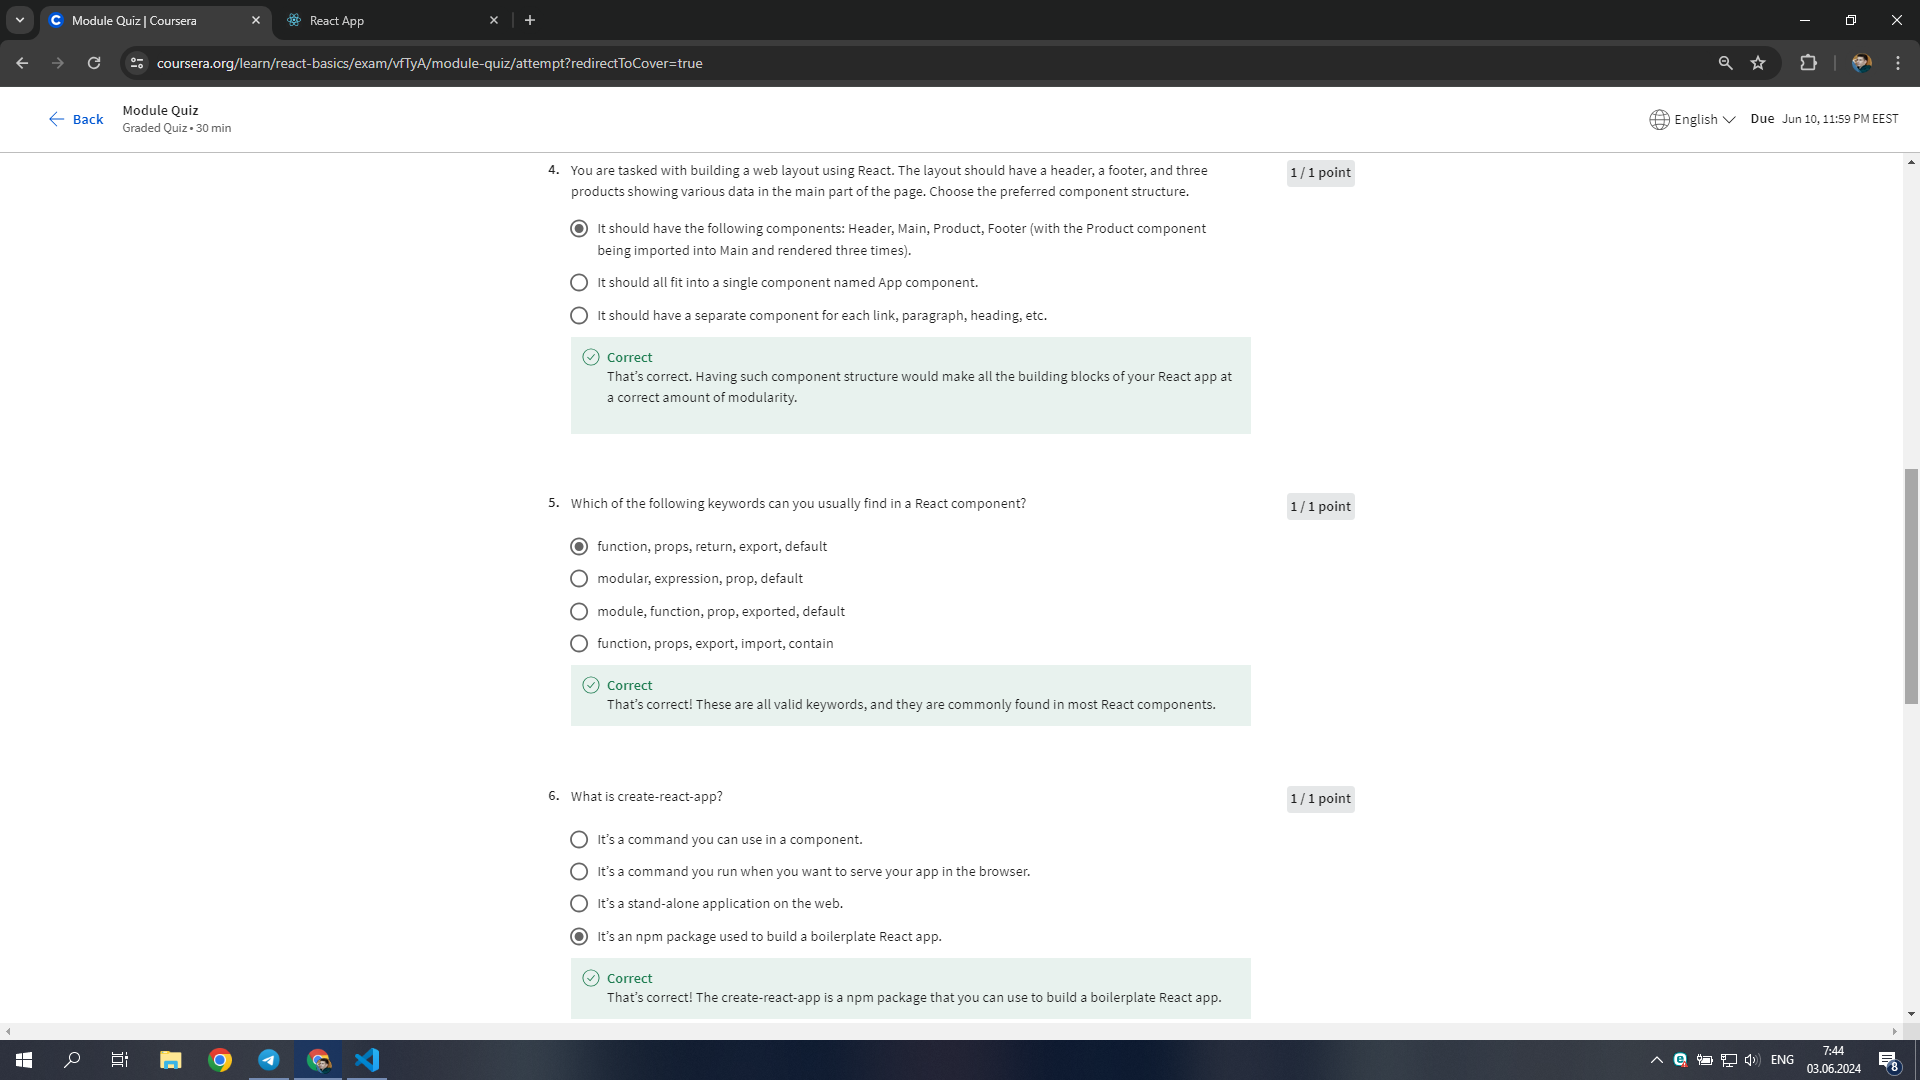 Module Quiz | Coursera
React App
coursera.org/learn/react-basics/exam/vfTyA/module-quiz/attempt?redirectToCover=true
Back
Module Quiz
Graded Quiz • 30 min
English
Due Jun 10, 11:59 PM EEST
4. You are tasked with building a web layout using React. The layout should have a header, a footer, and three
products showing various data in the main part of the page. Choose the preferred component structure.
1 / 1 point
It should have the following components: Header, Main, Product, Footer (with the Product component
being imported into Main and rendered three times).
It should all fit into a single component named App component.
It should have a separate component for each link, paragraph, heading, etc.
Correct
That’s correct. Having such component structure would make all the building blocks of your React app at
a correct amount of modularity.
5. Which of the following keywords can you usually find in a React component?
1 / 1 point
function, props, return, export, default
modular, expression, prop, default
module, function, prop, exported, default
function, props, export, import, contain
Correct
That’s correct! These are all valid keywords, and they are commonly found in most React components.
6. What is create-react-app?
1 / 1 point
It’s a command you can use in a component.
It’s a command you run when you want to serve your app in the browser.
It’s a stand-alone application on the web.
It’s an npm package used to build a boilerplate React app.
Correct
That’s correct! The create-react-app is a npm package that you can use to build a boilerplate React app.
ENG
7:44
03.06.2024
8